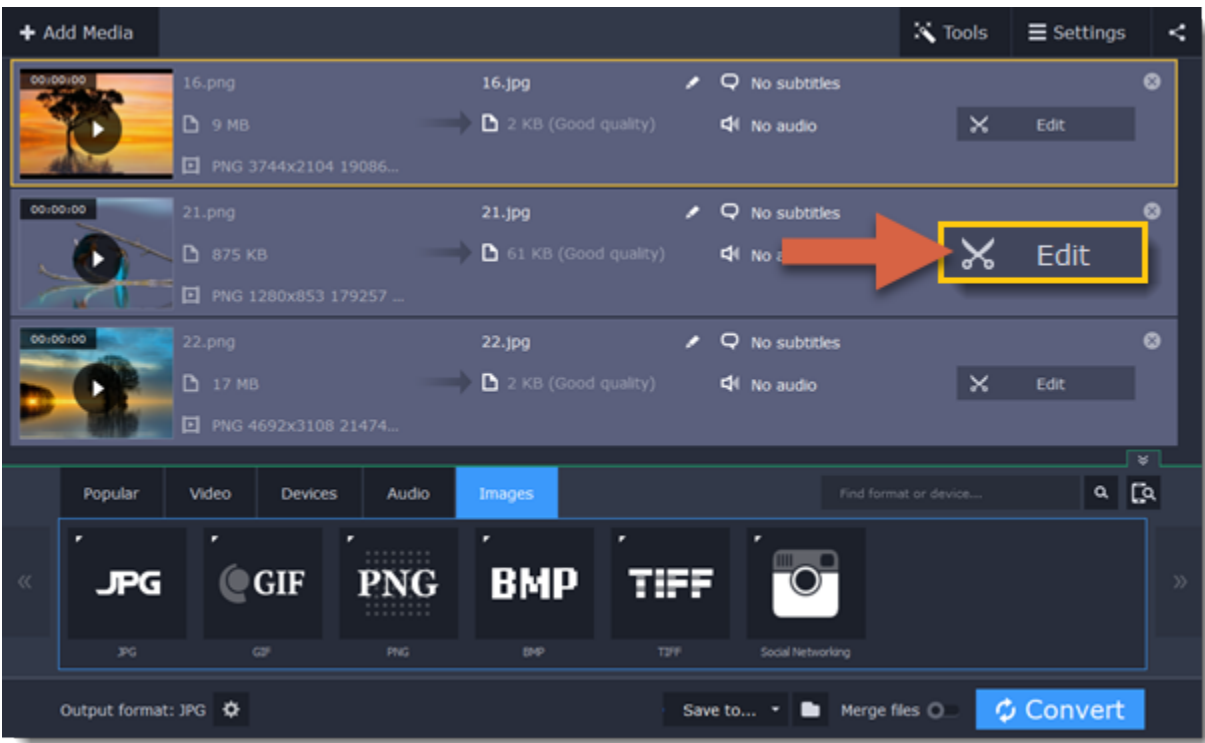 Add Media
Tools
Settings
00:00:00
16.png
16.jpg
No subtitles
9 MB
2 KB (Good quality)
No audio
Edit
PNG 3744x2104 19086...
00:00:00
21.png
21.jpg
No subtitles
875 KB
61 KB (Good quality)
No a
Edit
PNG 1280x853 179257 ...
00:00:00
22.png
22.jpg
No subtitles
17 MB
2 KB (Good quality)
No audio
Edit
PNG 4692x3108 21474...
Popular
Video
Devices
Audio
Images
Find format or device...
JPG
GIF
PNG
BMP
TIFF
JPG
GIF
PNG
BMP
TIFF
Social Networking
Output format: JPG
Save to...
Merge files
Convert